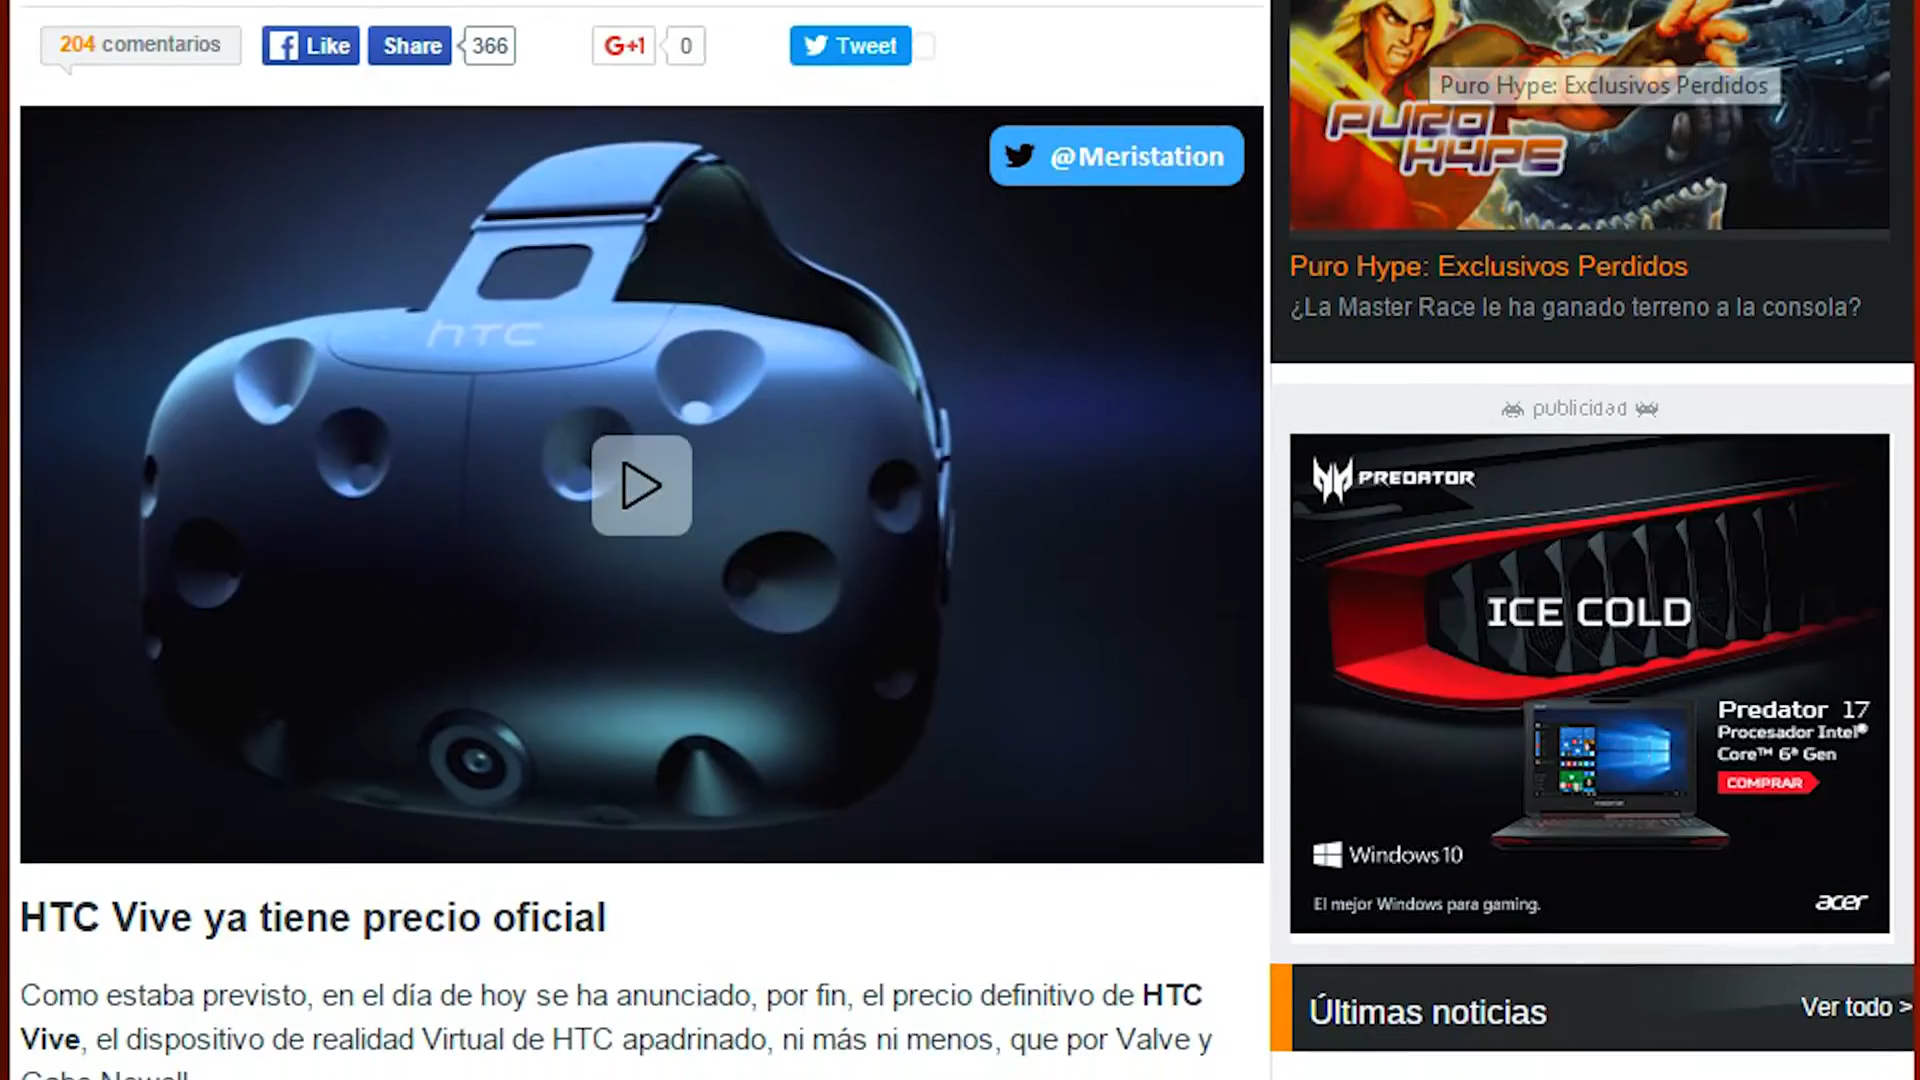 204 comentarios
Like
Share
366
G+1
0
Tweet
@Meristation
hTC
HTC Vive ya tiene precio oficial
Como estaba previsto, en el día de hoy se ha anunciado, por fin, el precio definitivo de HTC
Vive, el dispositivo de realidad Virtual de HTC apadrinado, ni más ni menos, que por Valve y
Gabe Newell
Puro Hype: Exclusivos Perdidos
PURO
HYPE
Puro Hype: Exclusivos Perdidos
¿La Master Race le ha ganado terreno a la consola?
publicidad
PREDATOR
ICE COLD
Predator 17
Procesador Intel®
Core™ 6ª Gen
COMPRAR
Windows 10
El mejor Windows para gaming.
acer
Últimas noticias
Ver todo >